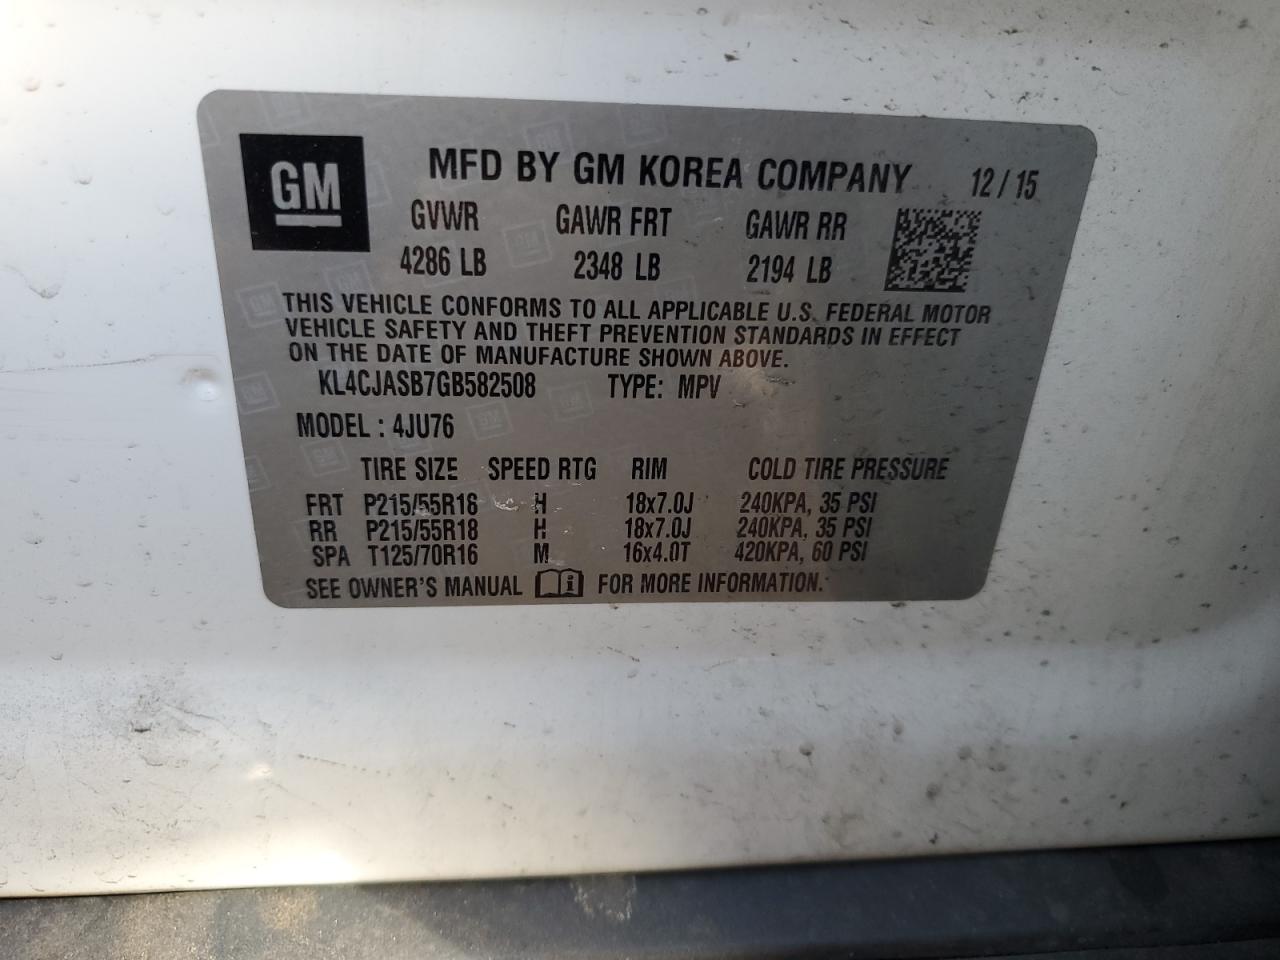 GM
MFD BY GM KOREA COMPANY 12/15
GVWR GAWR FRT GAWR RR
4286 LB 2348 LB 2194 LB
THIS VEHICLE CONFORMS TO ALL APPLICABLE U.S. FEDERAL MOTOR
VEHICLE SAFETY AND THEFT PREVENTION STANDARDS IN EFFECT
ON THE DATE OF MANUFACTURE SHOWN ABOVE.
KL4CJASB7GB582508 TYPE: MPV
MODEL : 4JU76
TIRE SIZE SPEED RTG RIM COLD TIRE PRESSURE
FRT P215/55R18 H 18x7.0J 240KPA, 35 PSI
RR P215/55R18 H 18x7.0J 240KPA, 35 PSI
SPA T125/70R16 M 16x4.0T 420KPA, 60 PSI
SEE OWNER'S MANUAL FOR MORE INFORMATION.